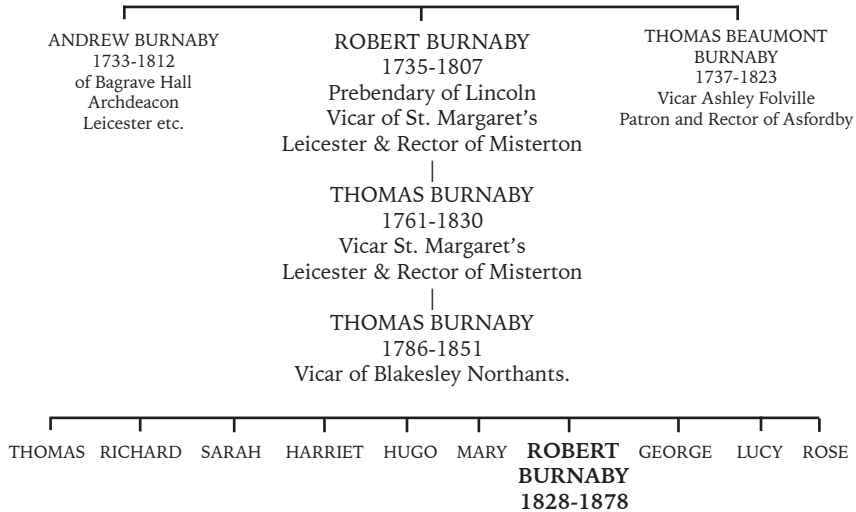 ANDREW BURNABY
1733-1812
of Bagrave Hall
Archdeacon
Leicester etc.
ROBERT BURNABY
1735-1807
Prebendary of Lincoln
Vicar of St. Margaret's
Leicester & Rector of Misterton
THOMAS BEAUMONT
BURNABY
1737-1823
Vicar Ashley Folville
Patron and Rector of Asfordby
THOMAS BURNABY
1761-1830
Vicar St. Margaret's
Leicester & Rector of Misterton
THOMAS BURNABY
1786-1851
Vicar of Blakesley Northants.
THOMAS RICHARD SARAH HARRIET HUGO MARY ROBERT GEORGE LUCY ROSE
BURNABY
1828-1878